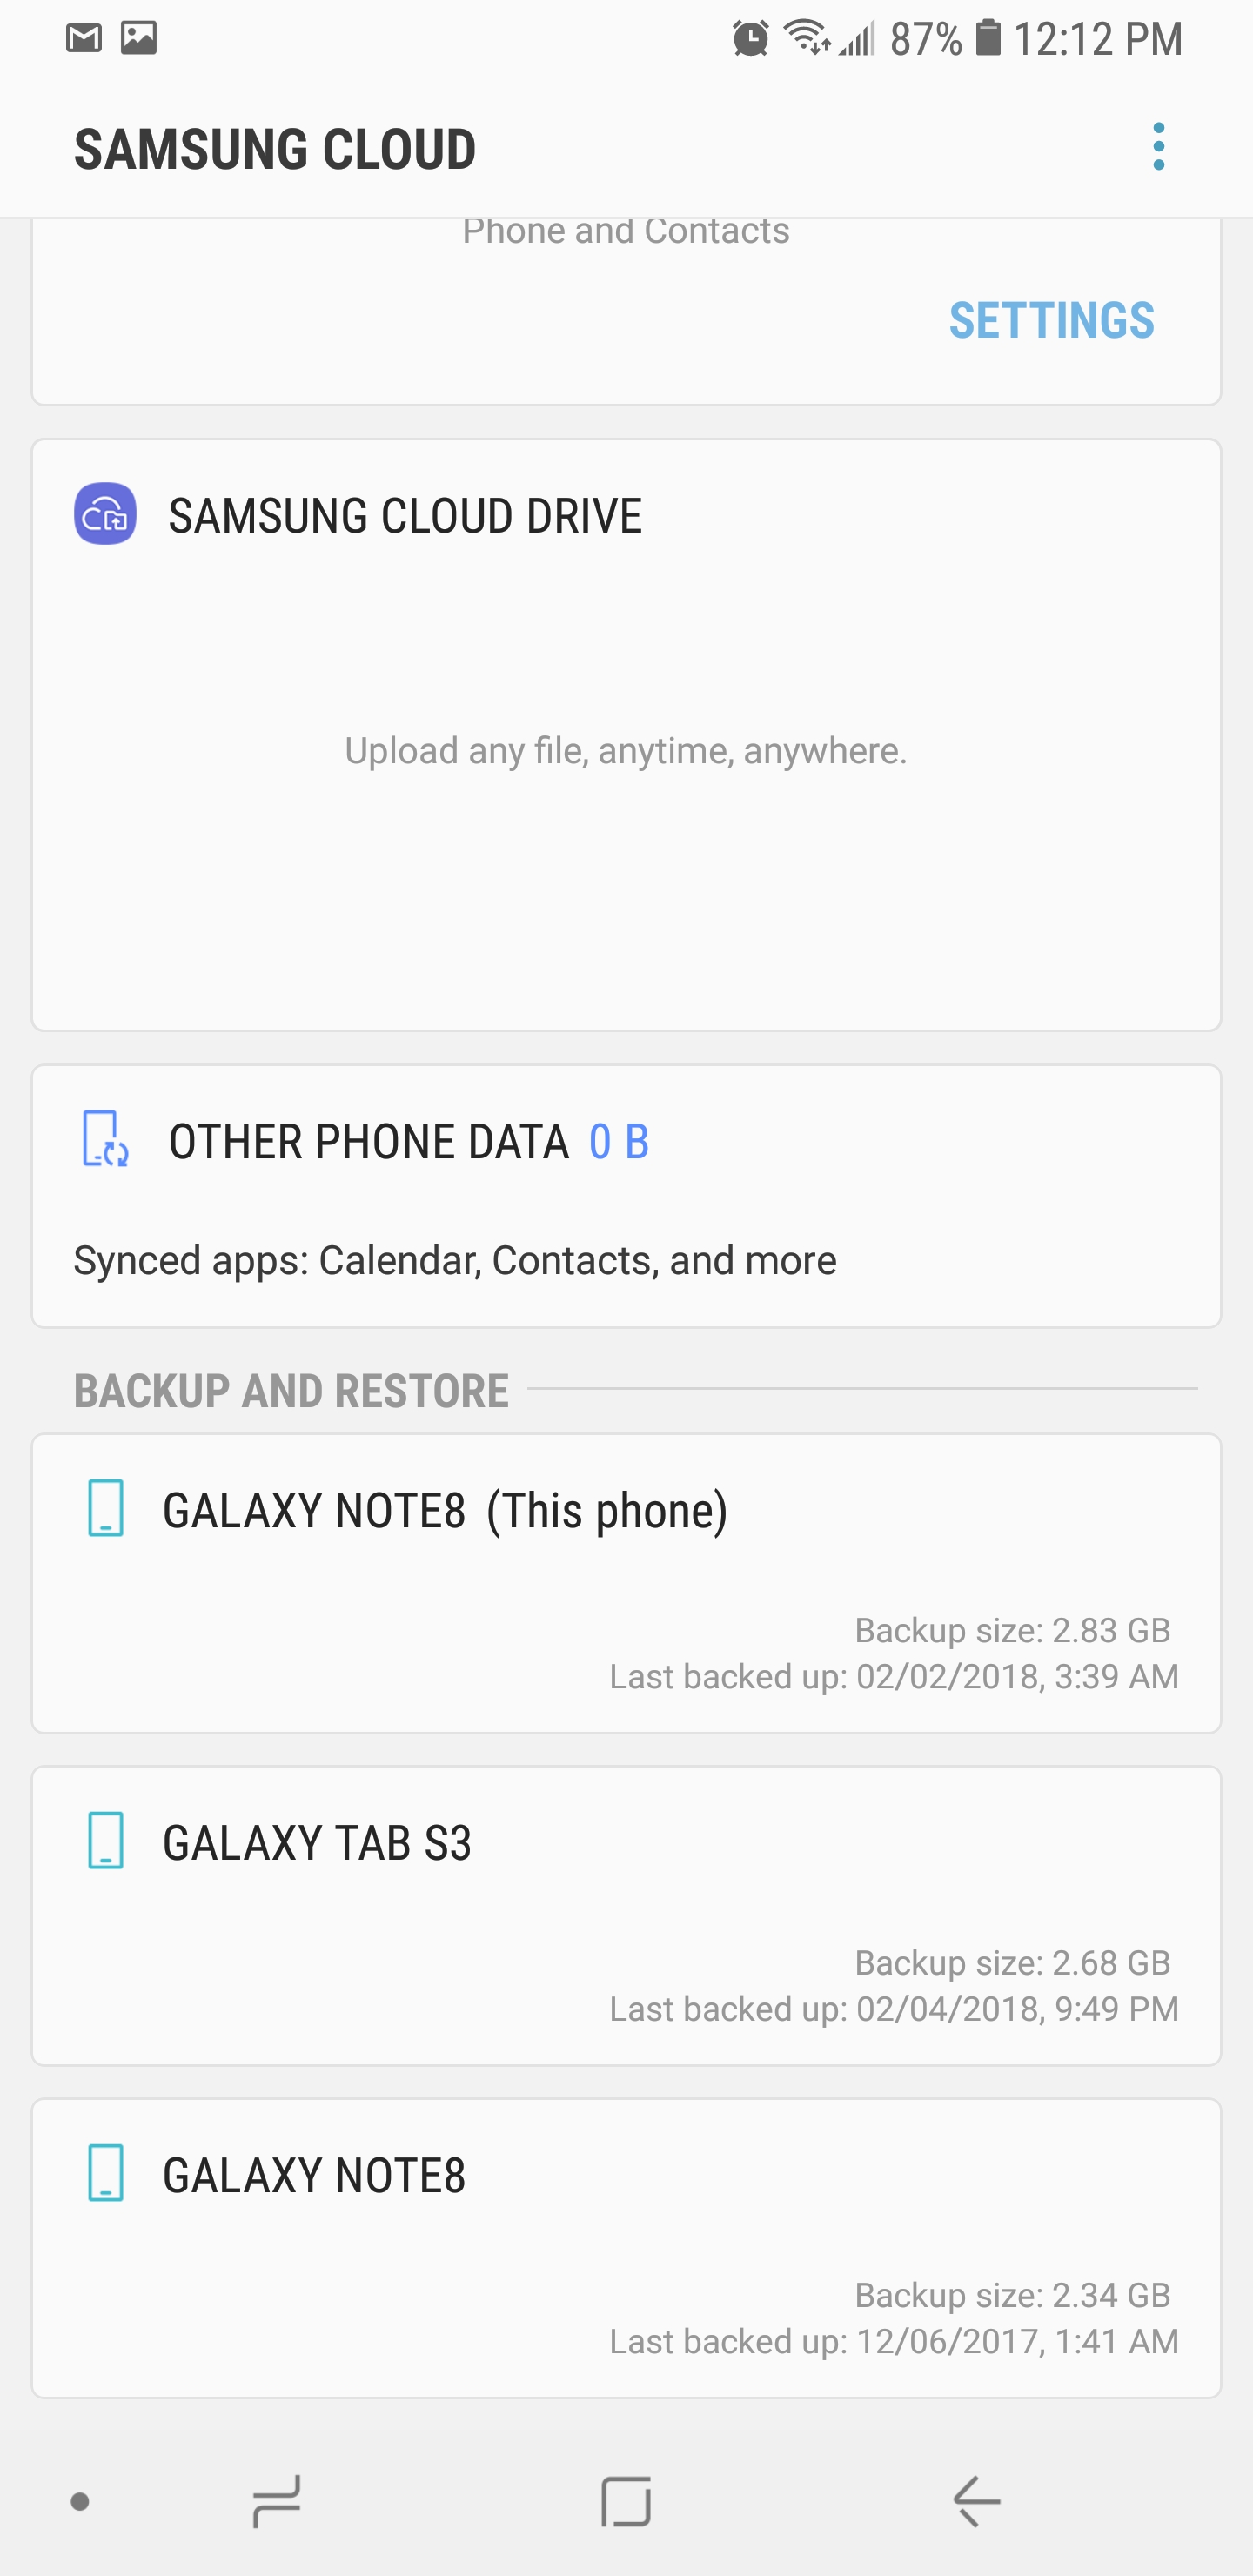 87% 12:12 PM
SAMSUNG CLOUD
Phone and Contacts
SETTINGS
SAMSUNG CLOUD DRIVE
Upload any file, anytime, anywhere.
OTHER PHONE DATA 0 B
Synced apps: Calendar, Contacts, and more
BACKUP AND RESTORE
GALAXY NOTE8 (This phone)
Backup size: 2.83 GB
Last backed up: 02/02/2018, 3:39 AM
GALAXY TAB S3
Backup size: 2.68 GB
Last backed up: 02/04/2018, 9:49 PM
GALAXY NOTE8
Backup size: 2.34 GB
Last backed up: 12/06/2017, 1:41 AM